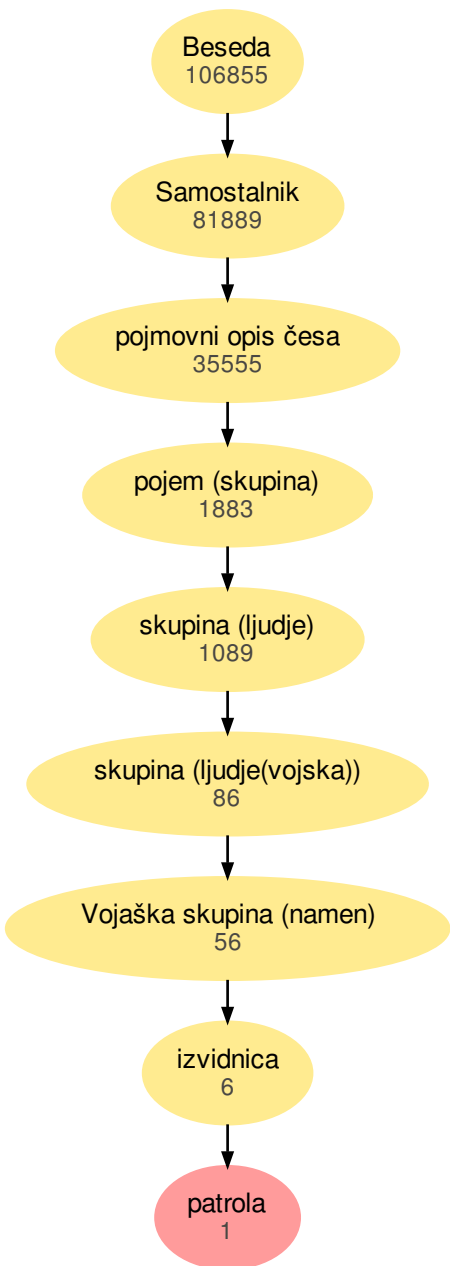 Beseda
106855
Samostalnik
81889
pojmovni opis česa
35555
pojem (skupina)
1883
skupina (ljudje)
1089
skupina (ljudje(vojska))
86
Vojaška skupina (namen)
56
izvidnica
6
patrola
1